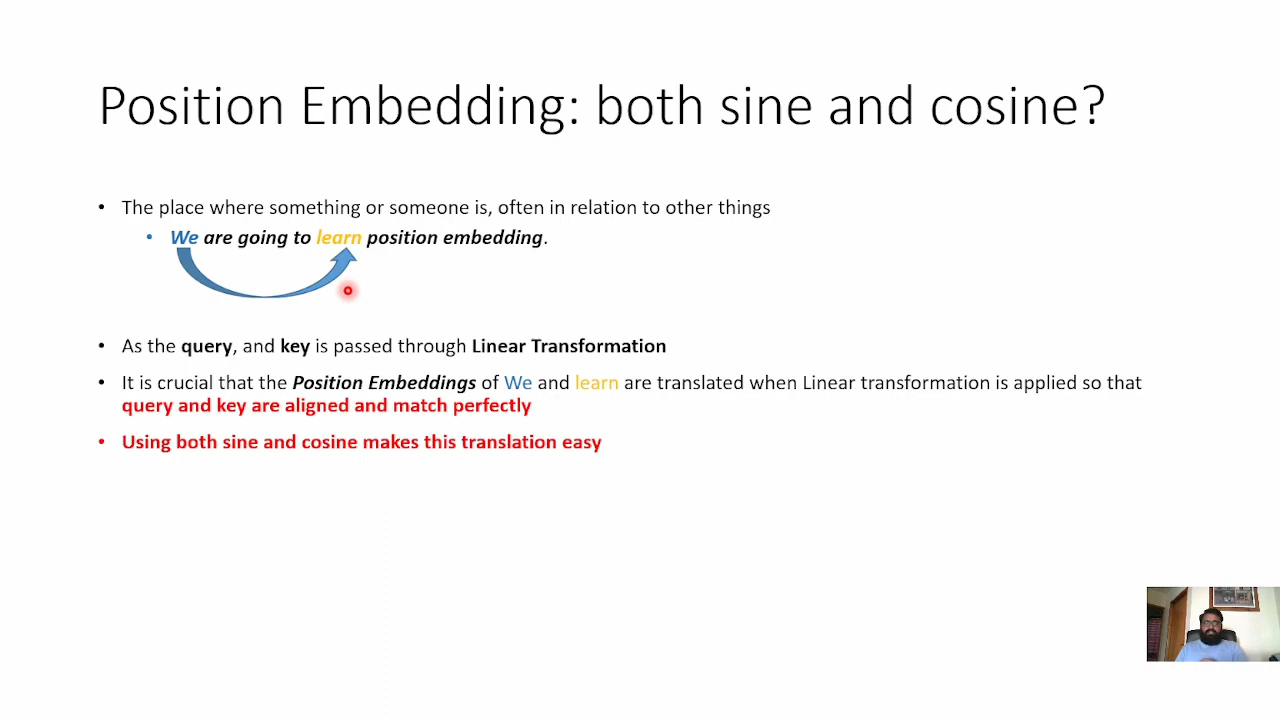 Position Embedding: both sine and cosine?
• The place where something or someone is, often in relation to other things
• We are going to learn position embedding.
• As the query, and key is passed through Linear Transformation
• It is crucial that the Position Embeddings of We and learn are translated when Linear transformation is applied so that
query and key are aligned and match perfectly
• Using both sine and cosine makes this translation easy